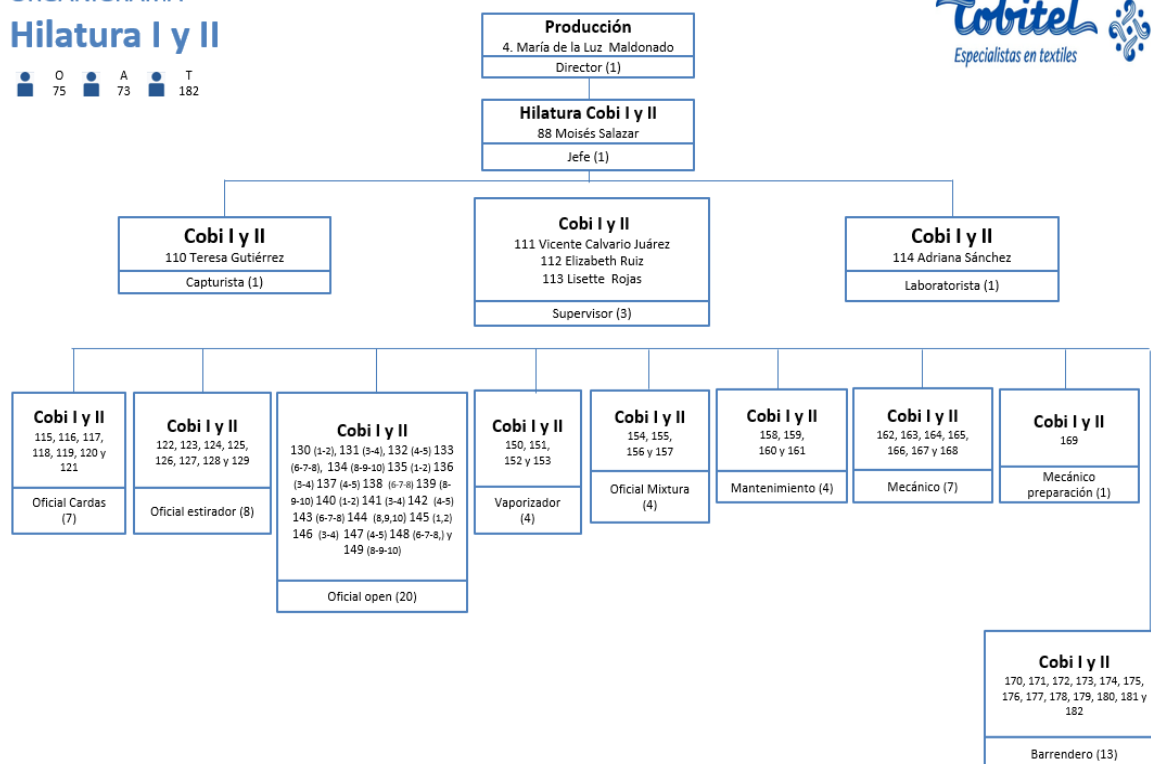 ORGANIGRAMA
Hilatura I y II
O A T
75 73 182
Cobitel
Especialistas en textiles
Producción
4. María de la Luz Maldonado
Director (1)
Hilatura Cobi I y II
88 Moisés Salazar
Jefe (1)
Cobi I y II
110 Teresa Gutiérrez
Capturista (1)
Cobi I y II
111 Vicente Calvario Juárez
112 Elizabeth Ruiz
113 Lisette Rojas
Supervisor (3)
Cobi I y II
114 Adriana Sánchez
Laboratorista (1)
Cobi I y II
115, 116, 117,
118, 119, 120 y
121
Oficial Cardas
(7)
Cobi I y II
122, 123, 124, 125,
126, 127, 128 y 129
Oficial estirador (8)
Cobi I y II
130 (1-2), 131 (3-4), 132 (4-5) 133
(6-7-8), 134 (8-9-10) 135 (1-2) 136
(3-4) 137 (4-5) 138 (6-7-8) 139 (8-
9-10) 140 (1-2) 141 (3-4) 142 (4-5)
143 (6-7-8) 144 (8,9,10) 145 (1,2)
146 (3-4) 147 (4-5) 148 (6-7-8,) y
149 (8-9-10)
Oficial open (20)
Cobi I y II
150, 151,
152 y 153
Vaporizador
(4)
Cobi I y II
154, 155,
156 y 157
Oficial Mixtura
(4)
Cobi I y II
158, 159,
160 y 161
Mantenimiento (4)
Cobi I y II
162, 163, 164, 165,
166, 167 y 168
Mecánico (7)
Cobi I y II
169
Mecánico
preparación (1)
Cobi I y II
170, 171, 172, 173, 174, 175,
176, 177, 178, 179, 180, 181 y
182
Barrendero (13)